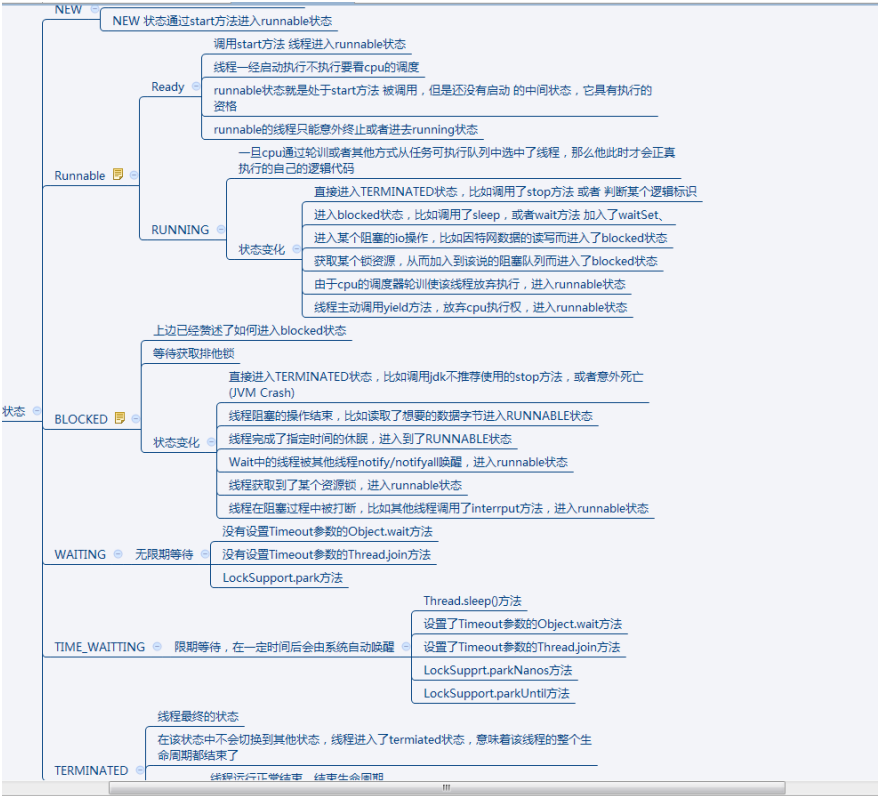 NEW
NEW 状态通过start方法进入runnable状态
调用start方法 线程进入runnable状态
Ready
线程一经启动执行不执行要看cpu的调度
runnable状态就是处于start方法 被调用，但是还没有启动 的中间状态，它具有执行的
资格
runnable的线程只能意外终止或者进去running状态
Runnable
一旦cpu通过轮训或者其他方式从任务可执行队列中选中了线程，那么他此时才会正真
执行的自己的逻辑代码
RUNNING
状态变化
直接进入TERMINATED状态，比如调用了stop方法 或者 判断某个逻辑标识
进入blocked状态，比如调用了sleep，或者wait方法 加入了waitSet、
进入某个阻塞的io操作，比如因特网数据的读写而进入了blocked状态
获取某个锁资源，从而加入到该说的阻塞队列而进入了blocked状态
由于cpu的调度器轮训使该线程放弃执行，进入runnable状态
线程主动调用yield方法，放弃cpu执行权，进入runnable状态
上边已经赘述了如何进入blocked状态
等待获取排他锁
状态
BLOCKED
状态变化
直接进入TERMINATED状态，比如调用jdk不推荐使用的stop方法，或者意外死亡
(JVM Crash)
线程阻塞的操作结束，比如读取了想要的数据字节进入RUNNABLE状态
线程完成了指定时间的休眠，进入到了RUNNABLE状态
Wait中的线程被其他线程notify/notifyall唤醒，进入runnable状态
线程获取到了某个资源锁，进入runnable状态
线程在阻塞过程中被打断，比如其他线程调用了interrput方法，进入runnable状态
WAITING
无限期等待
没有设置Timeout参数的Object.wait方法
没有设置Timeout参数的Thread.join方法
LockSupport.park方法
TIME_WAITTING
限期等待，在一定时间后会由系统自动唤醒
Thread.sleep()方法
设置了Timeout参数的Object.wait方法
设置了Timeout参数的Thread.join方法
LockSupprt.parkNanos方法
LockSupport.parkUntil方法
线程最终的状态
在该状态中不会切换到其他状态，线程进入了termiated状态，意味着该线程的整个生
命周期都结束了
TERMINATED
线程运行正常结束，结束生命周期